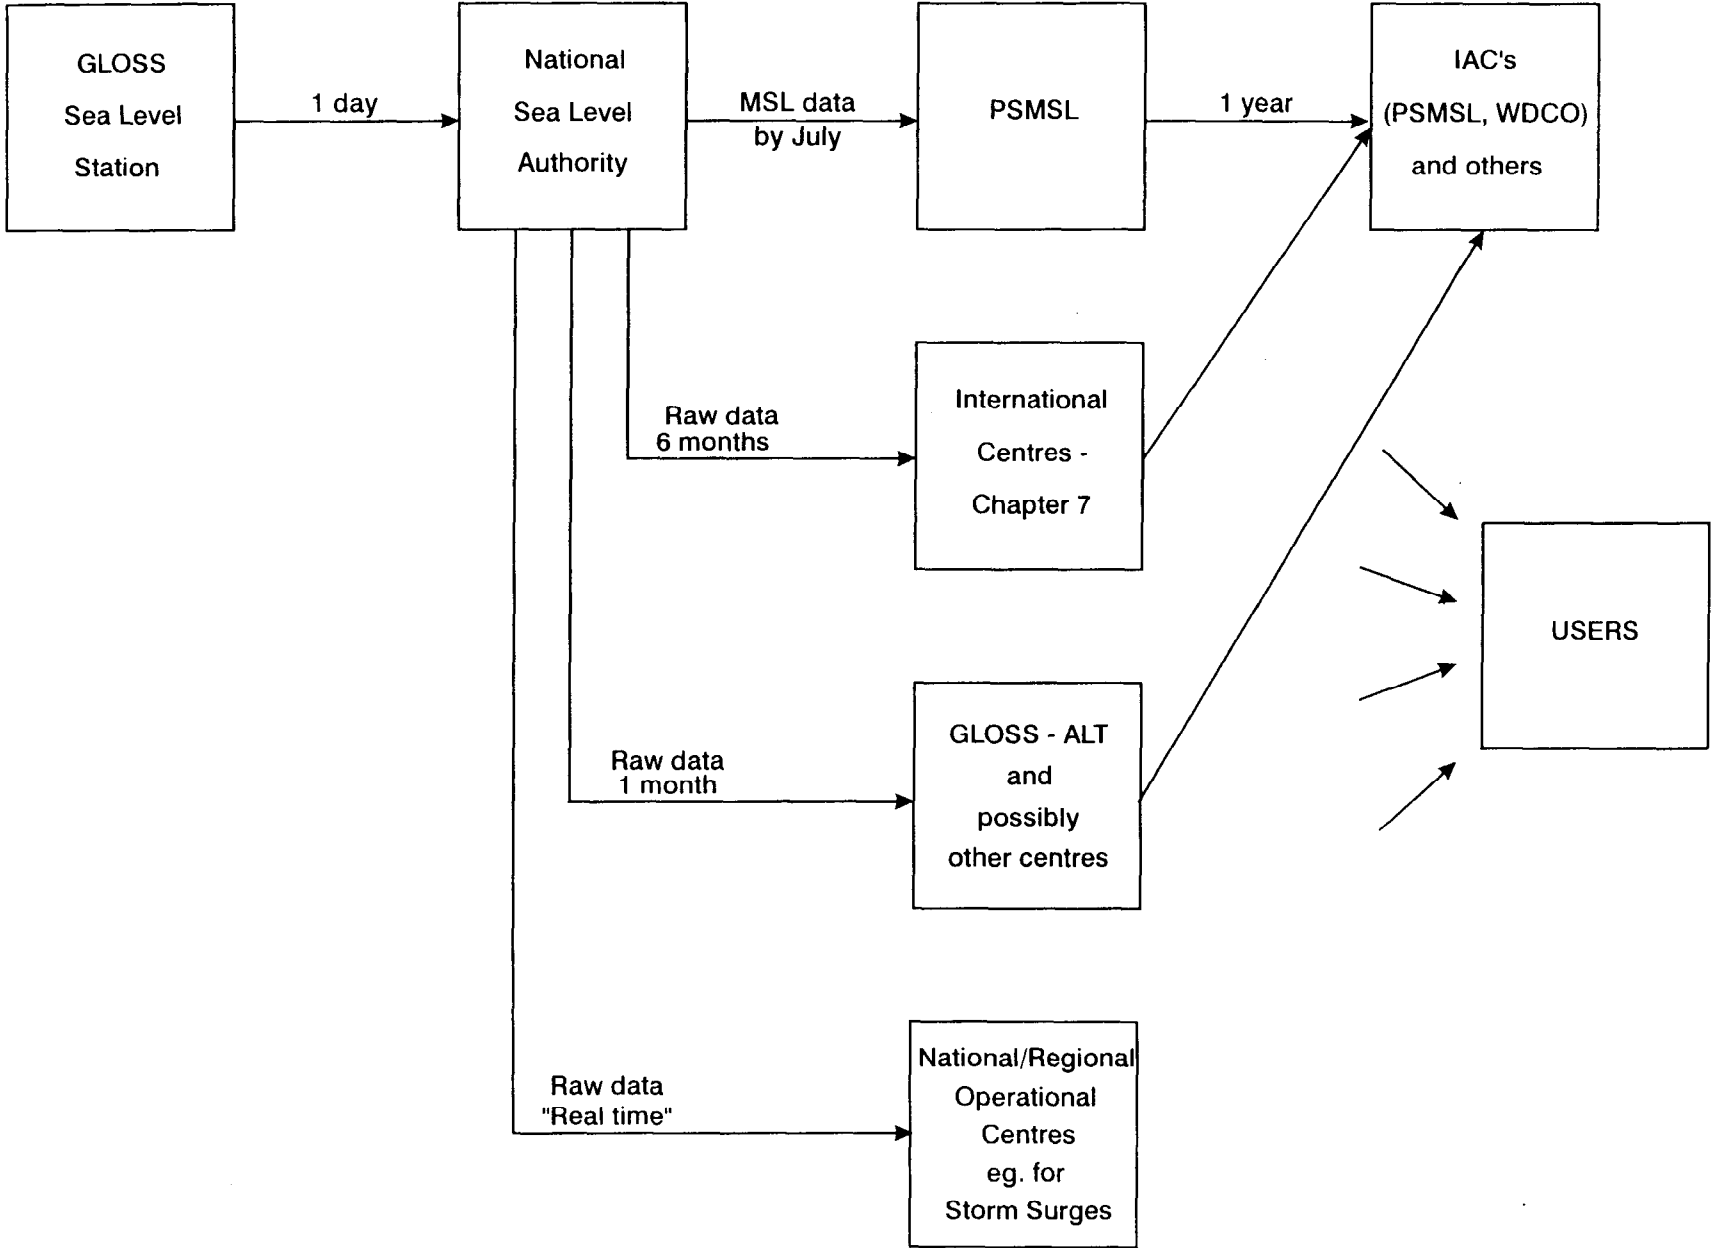 GLOSS
Sea Level
Station
1 day
National
Sea Level
Authority
MSL data
by July
PSMSL
1 year
IAC's
(PSMSL, WDCO)
and others
Raw data
6 months
International
Centres -
Chapter 7
USERS
Raw data
1 month
GLOSS - ALT
and
possibly
other centres
Raw data
"Real time"
National/Regional
Operational
Centres
eg. for
Storm Surges